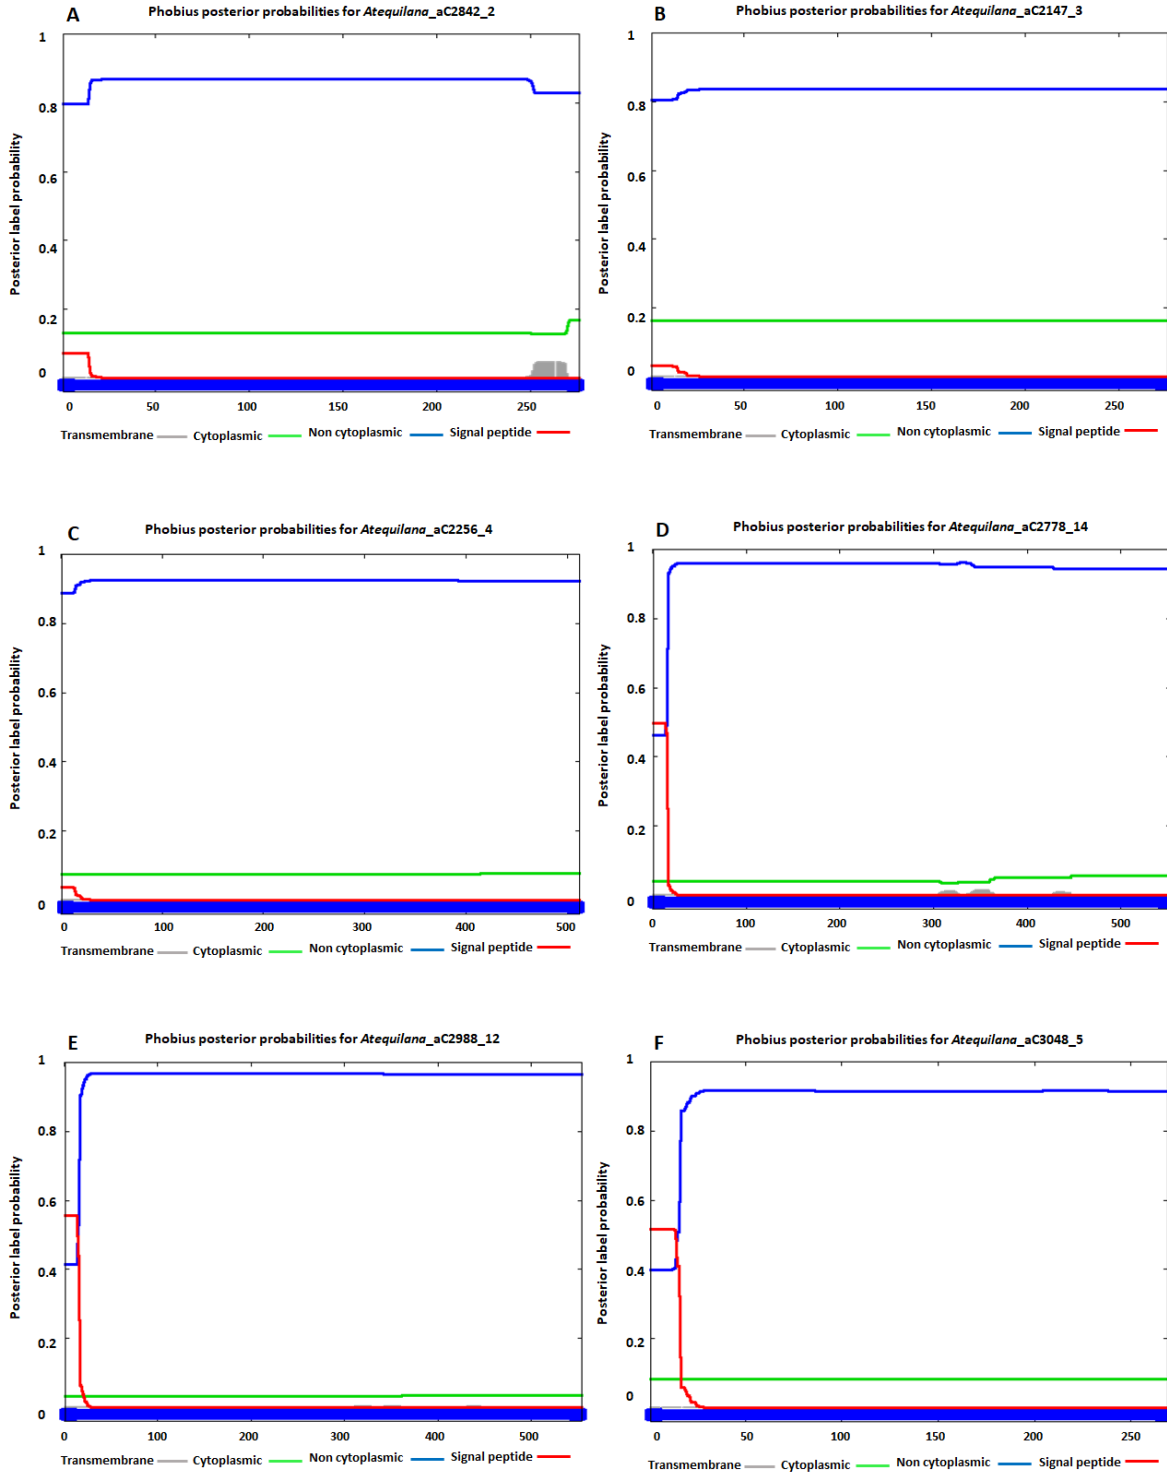 A
Phobius posterior probabilities for Atequilana_aC2842_2
Posterior label probability
1
0.8
0.6
0.4
0.2
0
0 50 100 150 200 250
Transmembrane Cytoplasmic Non cytoplasmic Signal peptide
B
Phobius posterior probabilities for Atequilana_aC2147_3
Posterior label probability
1
0.8
0.6
0.4
0.2
0
0 50 100 150 200 250
Transmembrane Cytoplasmic Non cytoplasmic Signal peptide
C
Phobius posterior probabilities for Atequilana_aC2256_4
Posterior label probability
1
0.8
0.6
0.4
0.2
0
0 100 200 300 400 500
Transmembrane Cytoplasmic Non cytoplasmic Signal peptide
D
Phobius posterior probabilities for Atequilana_aC2778_14
Posterior label probability
1
0.8
0.6
0.4
0.2
0
0 100 200 300 400 500
Transmembrane Cytoplasmic Non cytoplasmic Signal peptide
E
Phobius posterior probabilities for Atequilana_aC2988_12
Posterior label probability
1
0.8
0.6
0.4
0.2
0
0 100 200 300 400 500
Transmembrane Cytoplasmic Non cytoplasmic Signal peptide
F
Phobius posterior probabilities for Atequilana_aC3048_5
Posterior label probability
1
0.8
0.6
0.4
0.2
0
0 50 100 150 200 250
Transmembrane Cytoplasmic Non cytoplasmic Signal peptide